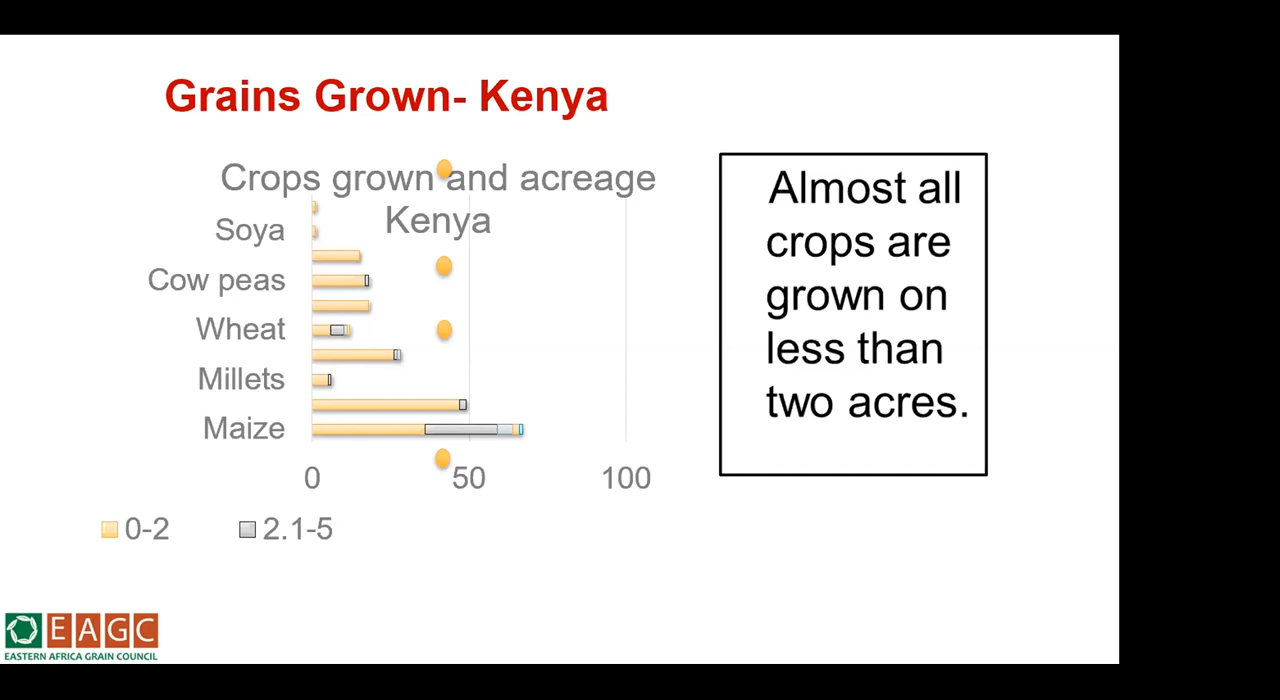 Grains Grown- Kenya
Crops grown and acreage
Kenya
Soya
Cow peas
Wheat
Millets
Maize
0
50
100
0-2
2.1-5
Almost all
crops are
grown on
less than
two acres.
EAGC
EASTERN AFRICA GRAIN COUNCIL